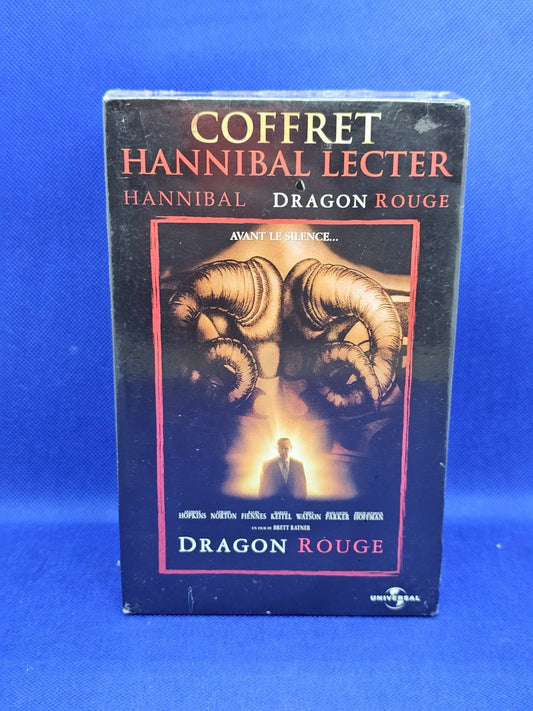 COFFRET
HANNIBAL LECTER
HANNIBAL DRAGON ROUGE
AVANT LE SILENCE...
HOPKINS NORTON FIENNES KEITEL WATSON PARKER HOFFMAN
UN FILM DE BRETT RATNER
DRAGON ROUGE
UNIVERSAL